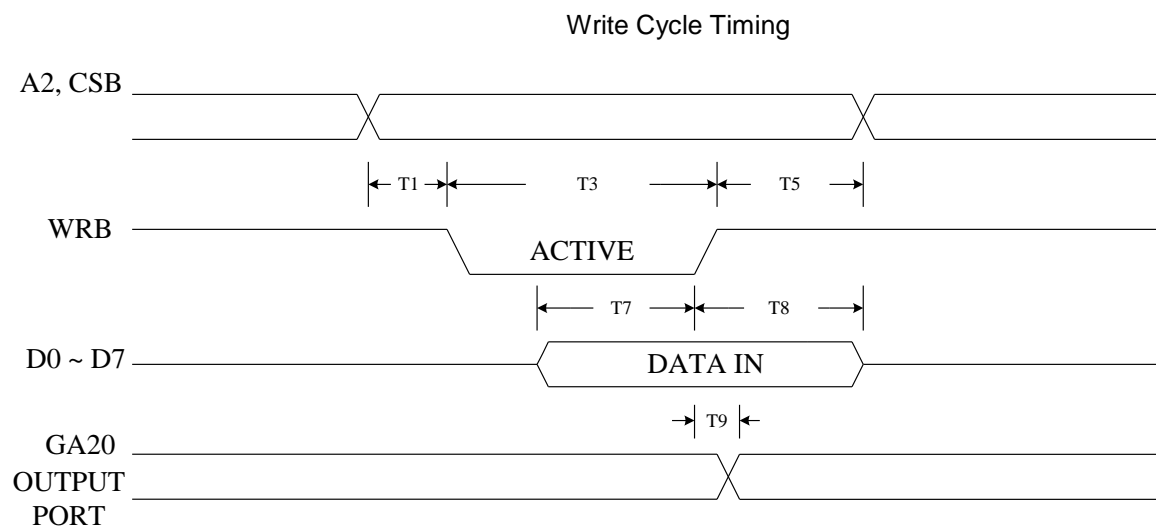 Write Cycle Timing
A2, CSB
T1
T3
T5
WRB
ACTIVE
T7
T8
D0 ~ D7
DATA IN
T9
GA20
OUTPUT
PORT